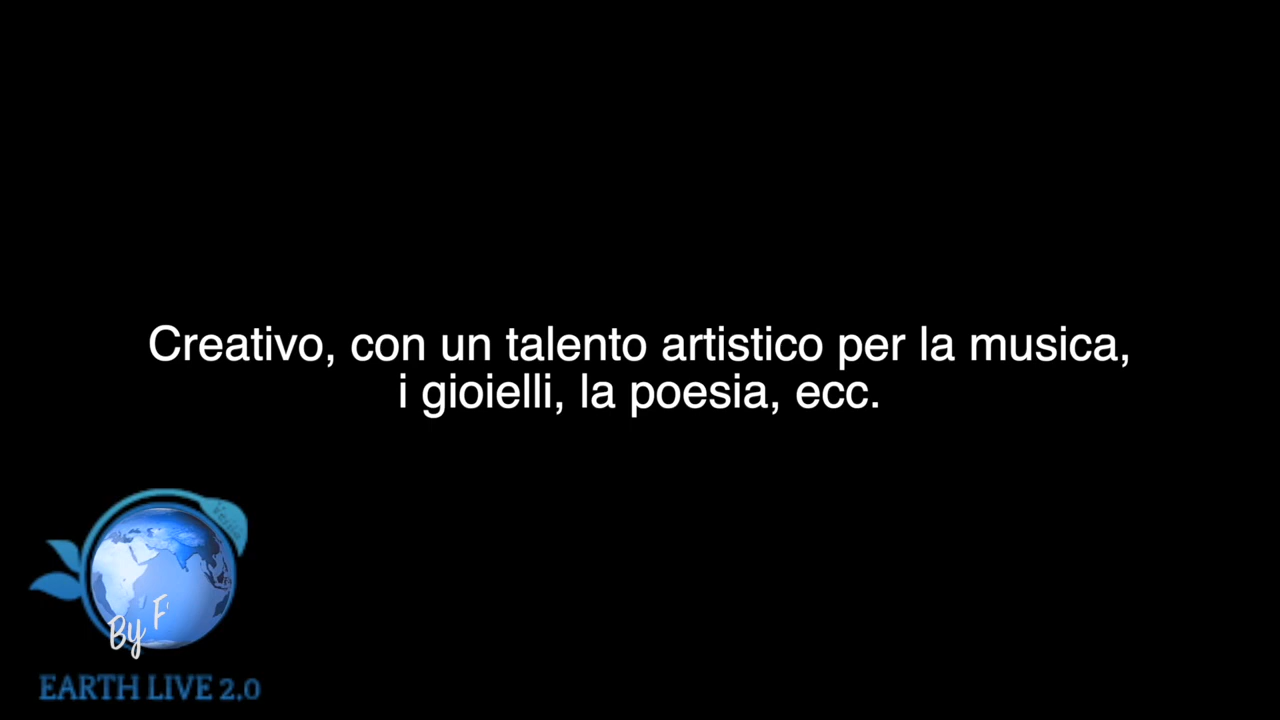 Creativo, con un talento artistico per la musica,
i gioielli, la poesia, ecc.
By F
EARTH LIVE 2.0